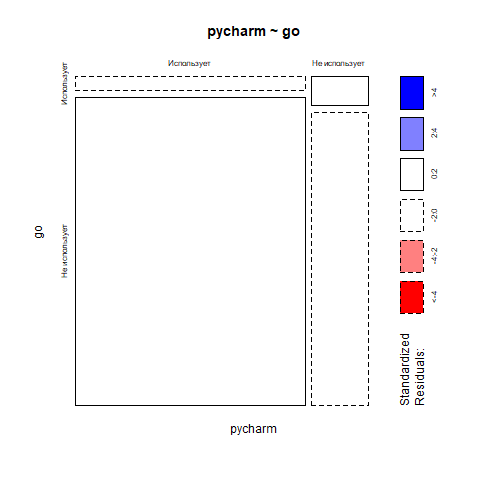 pycharm ~ go
Использует
Не использует
Использует
Не использует
go
pycharm
>4
2:4
0:2
-2:0
-4:-2
<-4
Standardized
Residuals: